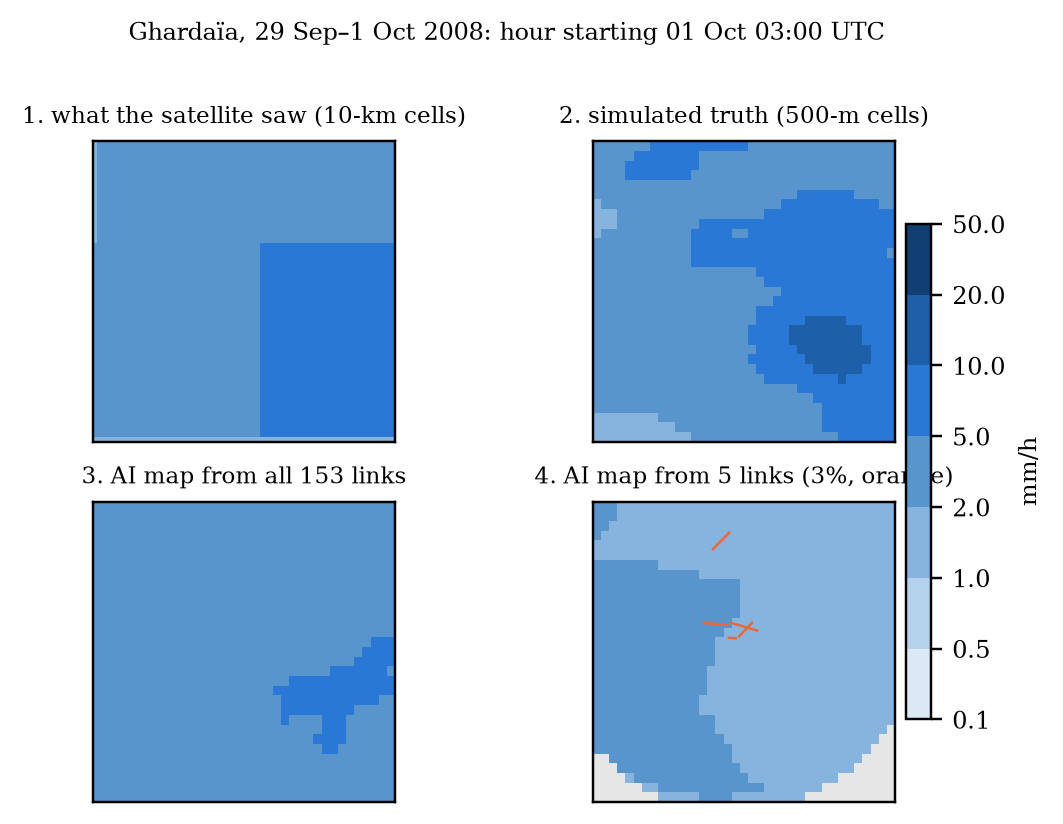 Ghardaïa, 29 Sep–1 Oct 2008: hour starting 01 Oct 03:00 UTC
1. what the satellite saw (10-km cells)
2. simulated truth (500-m cells)
3. AI map from all 153 links
4. AI map from 5 links (3%, orange)
50.0
20.0
10.0
5.0
2.0
1.0
0.5
0.1
mm/h